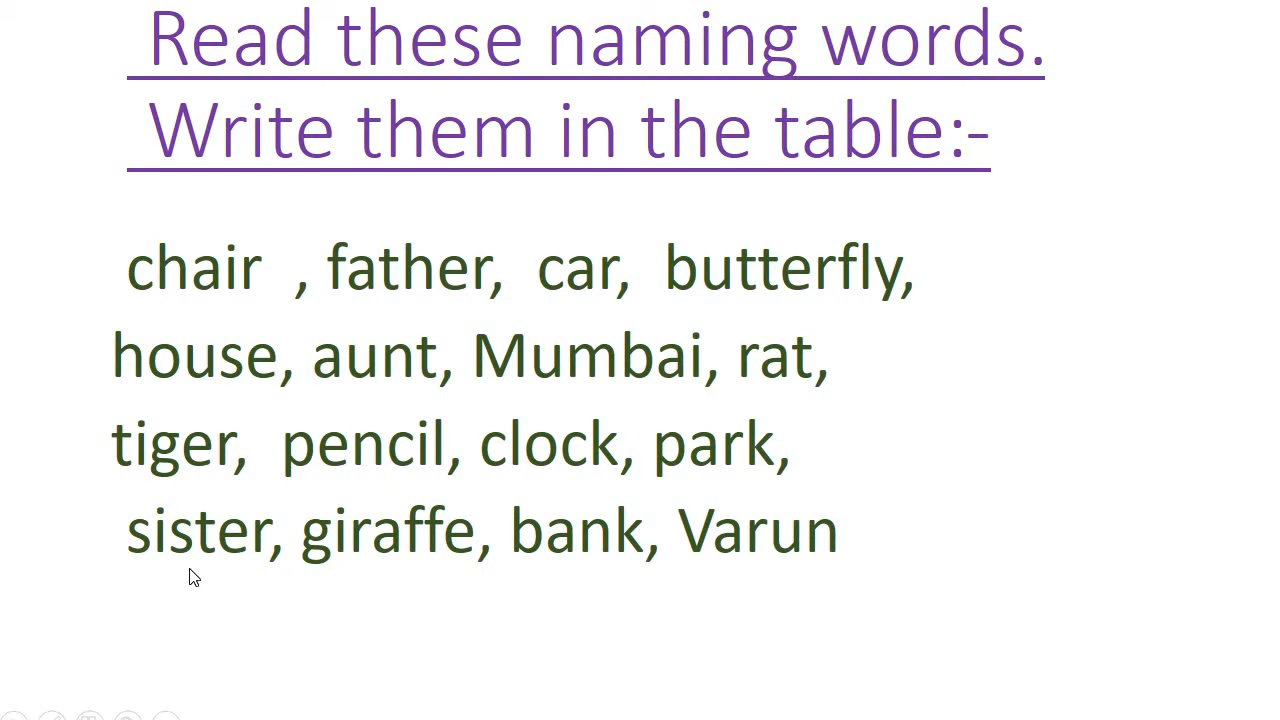 Read these naming words.
Write them in the table:-
chair , father, car, butterfly,
house, aunt, Mumbai, rat,
tiger, pencil, clock, park,
sister, giraffe, bank, Varun